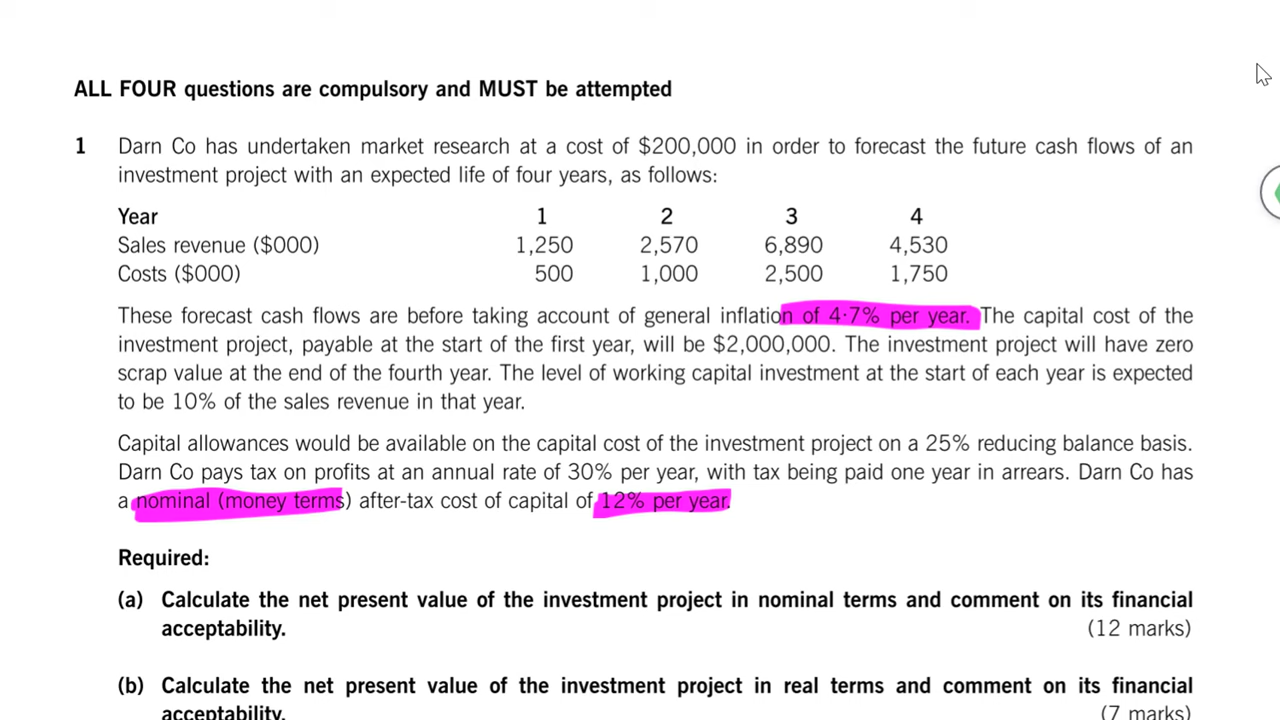 ALL FOUR questions are compulsory and MUST be attempted
1 Darn Co has undertaken market research at a cost of $200,000 in order to forecast the future cash flows of an
investment project with an expected life of four years, as follows:
Year 1 2 3 4
Sales revenue ($000) 1,250 2,570 6,890 4,530
Costs ($000) 500 1,000 2,500 1,750
These forecast cash flows are before taking account of general inflation of 4·7% per year. The capital cost of the
investment project, payable at the start of the first year, will be $2,000,000. The investment project will have zero
scrap value at the end of the fourth year. The level of working capital investment at the start of each year is expected
to be 10% of the sales revenue in that year.
Capital allowances would be available on the capital cost of the investment project on a 25% reducing balance basis.
Darn Co pays tax on profits at an annual rate of 30% per year, with tax being paid one year in arrears. Darn Co has
a nominal (money terms) after-tax cost of capital of 12% per year.
Required:
(a) Calculate the net present value of the investment project in nominal terms and comment on its financial
acceptability. (12 marks)
(b) Calculate the net present value of the investment project in real terms and comment on its financial
acceptability. (7 marks)